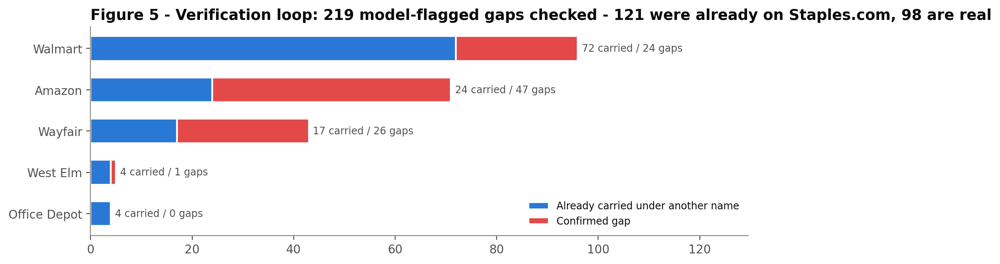 Figure 5 - Verification loop: 219 model-flagged gaps checked - 121 were already on Staples.com, 98 are real
Walmart
72 carried / 24 gaps
Amazon
24 carried / 47 gaps
Wayfair
17 carried / 26 gaps
West Elm
4 carried / 1 gaps
Office Depot
4 carried / 0 gaps
Already carried under another name
Confirmed gap
0 20 40 60 80 100 120